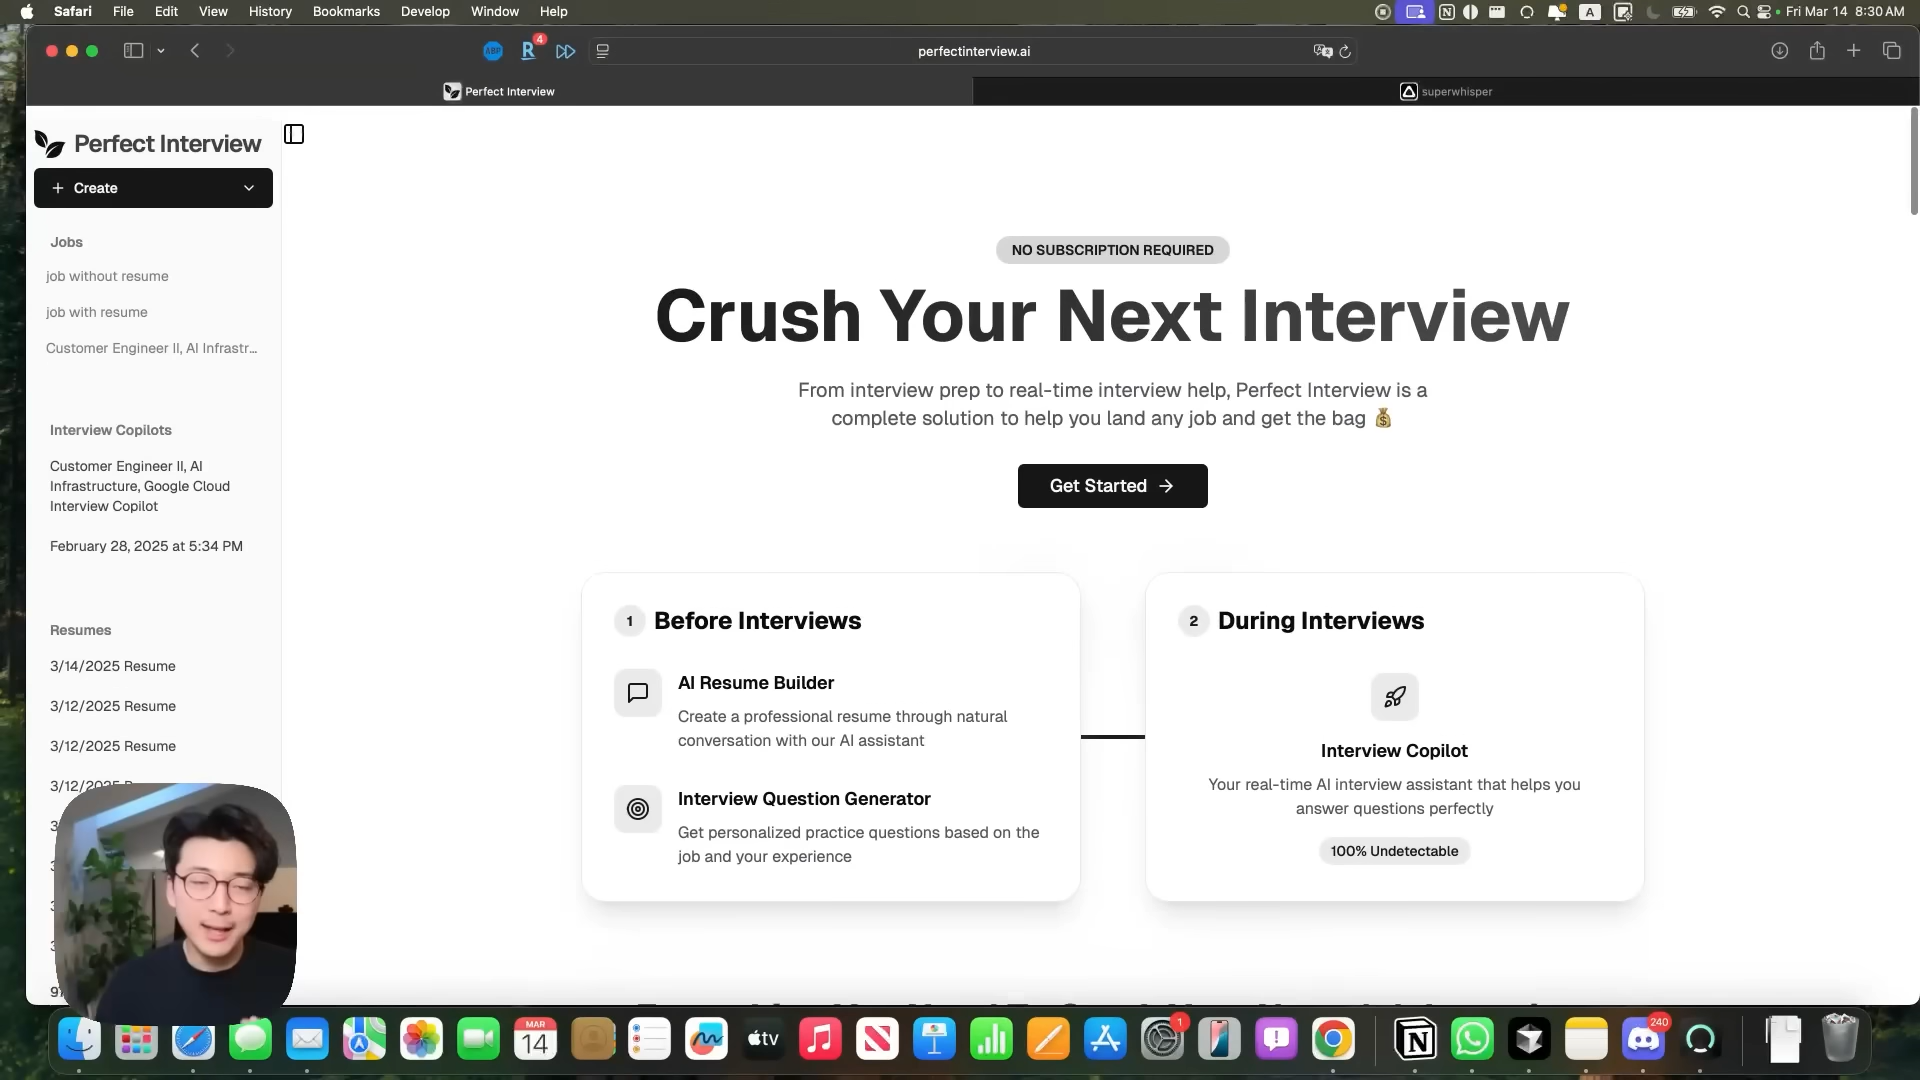 Safari File Edit View History Bookmarks Develop Window Help
A
Fri Mar 14 8:30 AM
ABP
R
4
perfectinterview.ai
Perfect Interview
superwhisper
Perfect Interview
Create
Jobs
job without resume
job with resume
Customer Engineer II, AI Infrastr...
Interview Copilots
Customer Engineer II, AI
Infrastructure, Google Cloud
Interview Copilot
February 28, 2025 at 5:34 PM
Resumes
3/14/2025 Resume
3/12/2025 Resume
3/12/2025 Resume
NO SUBSCRIPTION REQUIRED
Crush Your Next Interview
From interview prep to real-time interview help, Perfect Interview is a
complete solution to help you land any job and get the bag 💰
Get Started →
1 Before Interviews
AI Resume Builder
Create a professional resume through natural
conversation with our AI assistant
Interview Question Generator
Get personalized practice questions based on the
job and your experience
2 During Interviews
Interview Copilot
Your real-time AI interview assistant that helps you
answer questions perfectly
100% Undetectable
MAR
14
tv
1
240